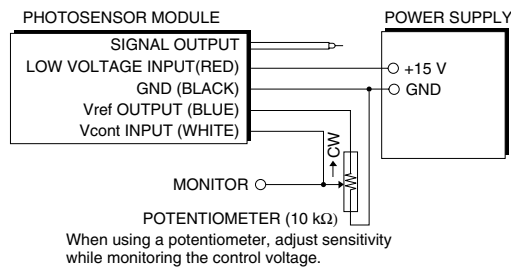 PHOTOSENSOR MODULE
POWER SUPPLY
SIGNAL OUTPUT
LOW VOLTAGE INPUT(RED)
+15 V
GND (BLACK)
GND
Vref OUTPUT (BLUE)
Vcont INPUT (WHITE)
CW
MONITOR
POTENTIOMETER (10 kΩ)
When using a potentiometer, adjust sensitivity
while monitoring the control voltage.